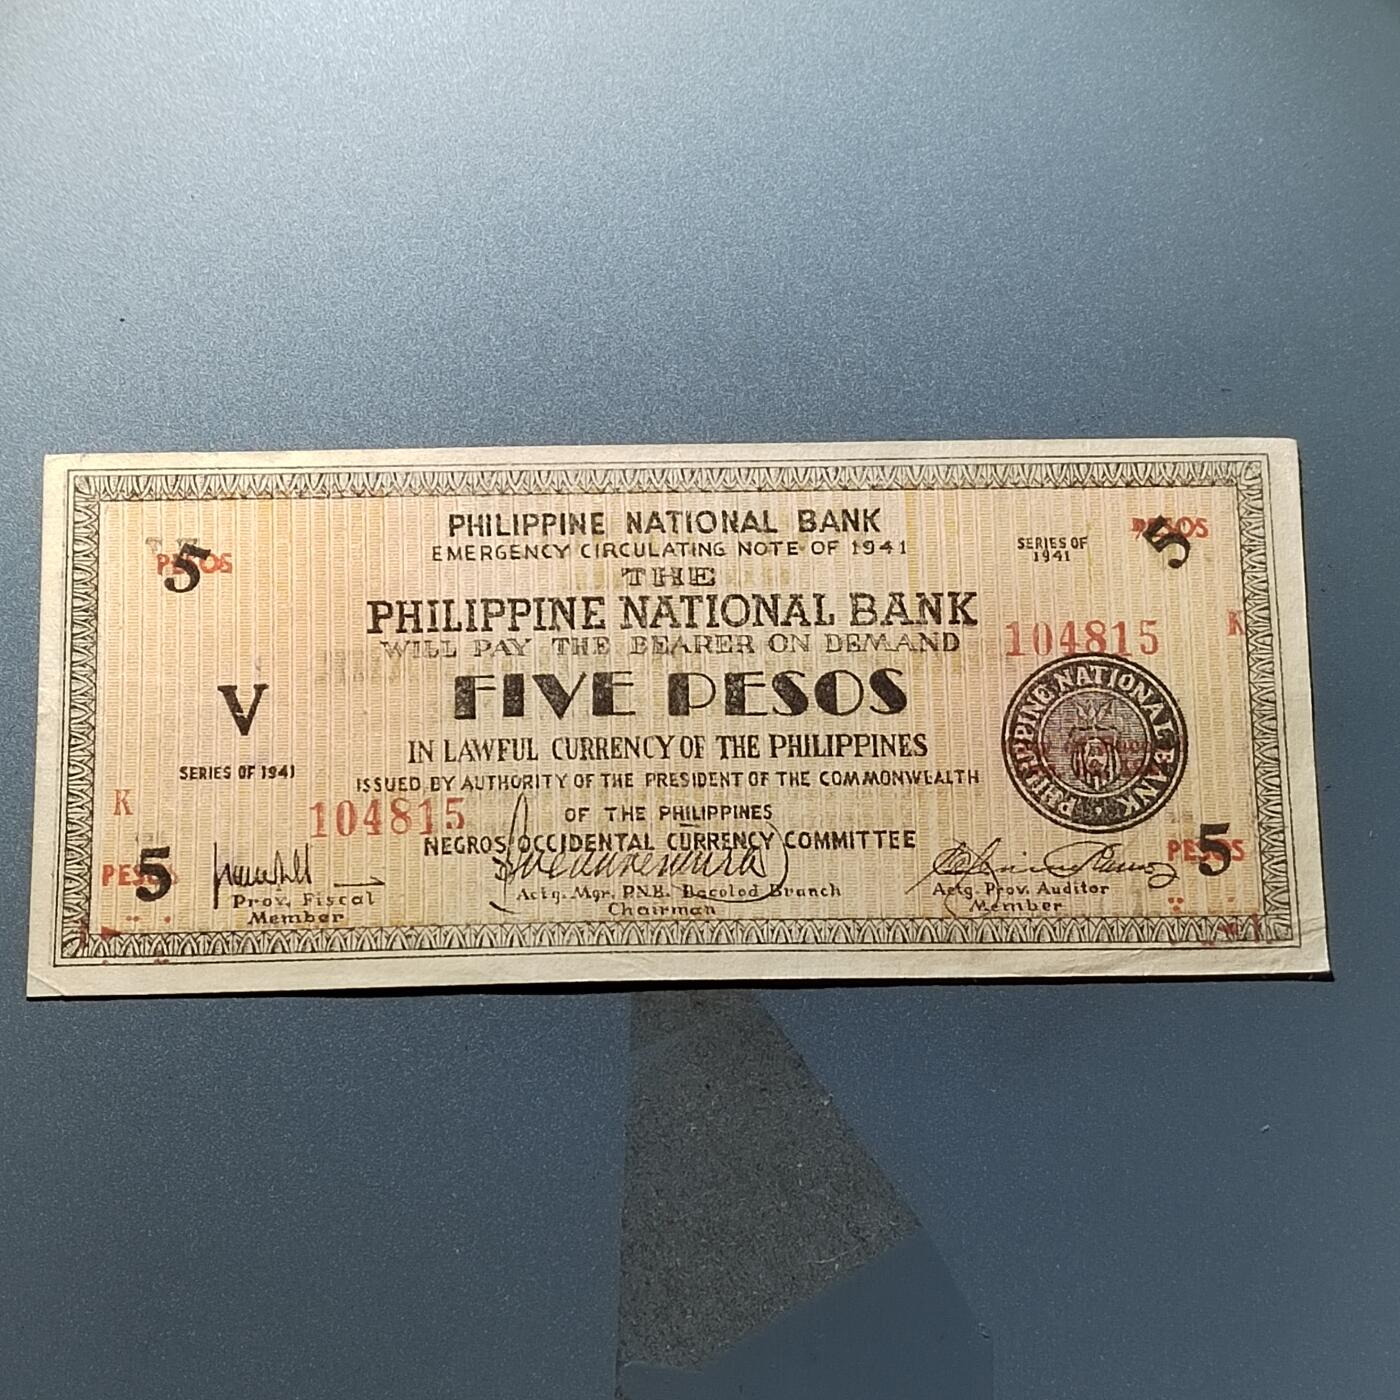 PHILIPPINE NATIONAL BANK
EMERGENCY CIRCULATING NOTE OF 1941
PESOS
5
SERIES OF
1941
PESOS
5
THE
PHILIPPINE NATIONAL BANK
WILL PAY THE BEARER ON DEMAND
104815
K
FIVE PESOS
V
IN LAWFUL CURRENCY OF THE PHILIPPINES
SERIES OF 1941
ISSUED BY AUTHORITY OF THE PRESIDENT OF THE COMMONWEALTH
OF THE PHILIPPINES
K
104815
NEGROS OCCIDENTAL CURRENCY COMMITTEE
PHILIPPINE NATIONAL BANK
PESOS
5
Prov. Fiscal
Member
Actg. Mgr. P.N.B. Bacolod Branch
Chairman
Actg. Prov. Auditor
Member
PESOS
5